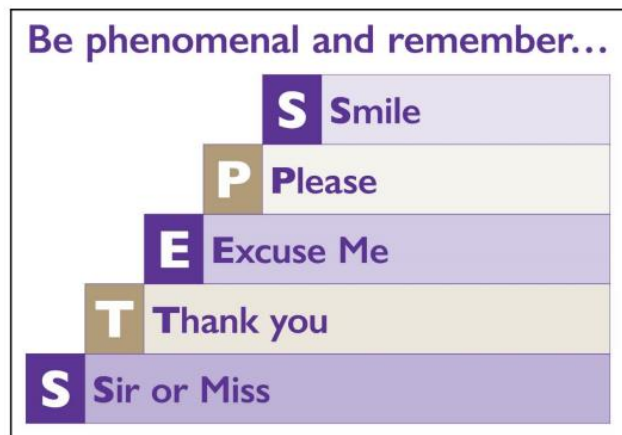 Be phenomenal and remember...
S Smile
P Please
E Excuse Me
T Thank you
S Sir or Miss